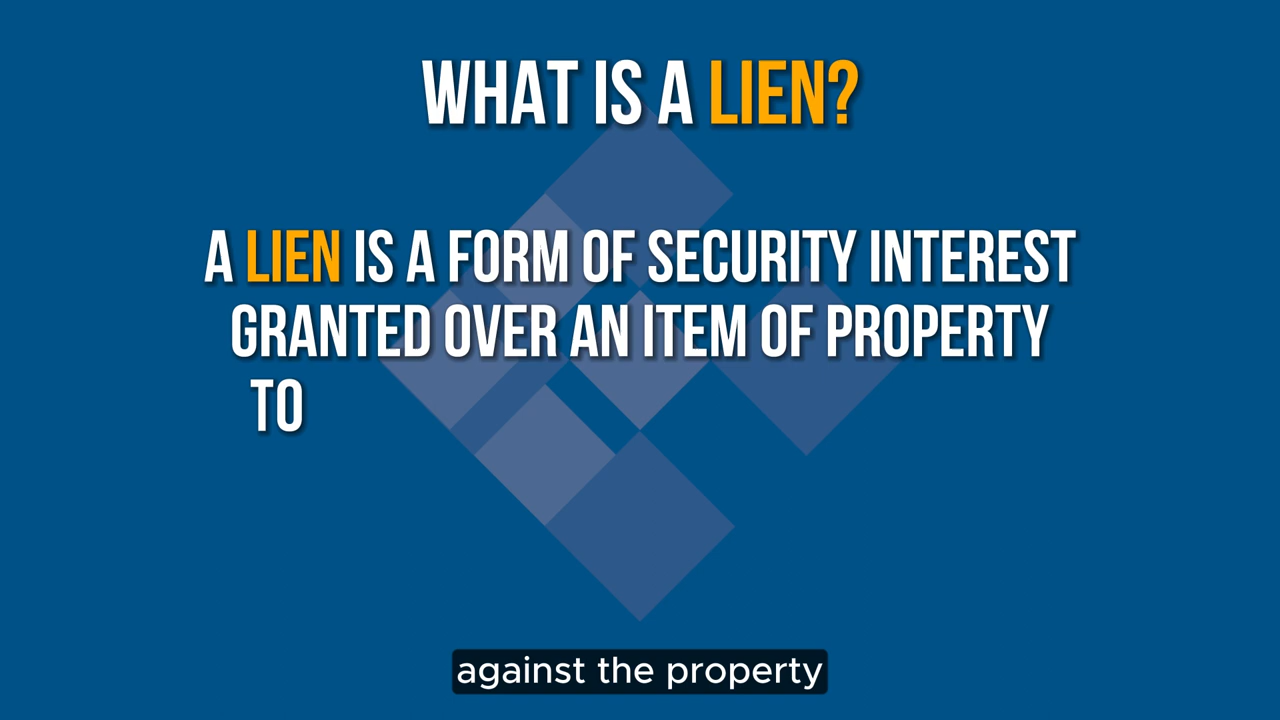 WHAT IS A LIEN?
A LIEN IS A FORM OF SECURITY INTEREST
GRANTED OVER AN ITEM OF PROPERTY
TO
against the property